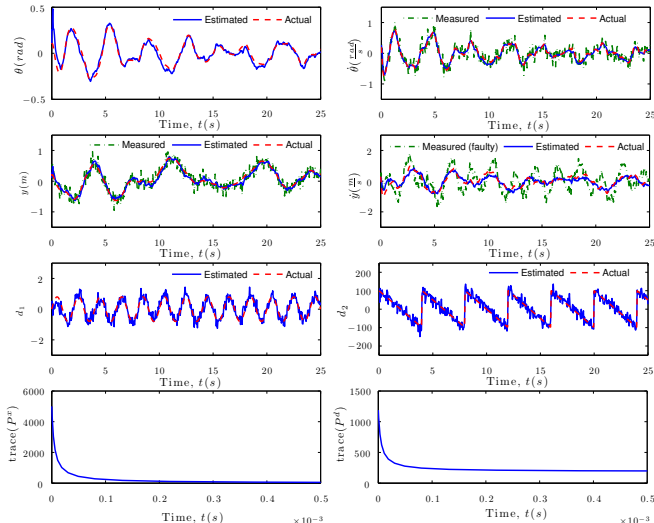 Estimated Actual
0.5
0
−0.5
θ(rad)
0 5 10 15 20 25
Time, t(s)
Measured Estimated Actual
1
0
−1
θ̇(rad/s)
0 5 10 15 20 25
Time, t(s)
Measured Estimated Actual
1
0
−1
y(m)
0 5 10 15 20 25
Time, t(s)
Measured (faulty) Estimated Actual
2
0
−2
ẏ(m/s)
0 5 10 15 20 25
Time, t(s)
Estimated Actual
2
0
−2
d₁
0 5 10 15 20 25
Time, t(s)
Estimated Actual
200
100
0
−100
−200
d₂
0 5 10 15 20 25
Time, t(s)
6000
4000
2000
0
trace(Pˣ)
0 0.1 0.2 0.3 0.4 0.5
Time, t(s) ×10⁻³
1500
1000
500
0
trace(Pᵈ)
0 0.1 0.2 0.3 0.4 0.5
Time, t(s) ×10⁻³